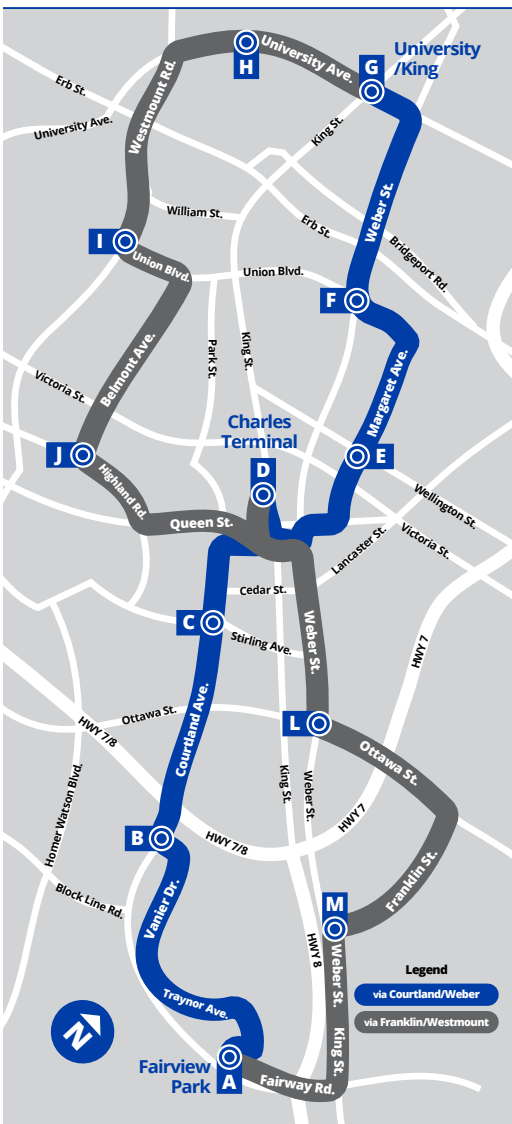 University
/King
G
H
University Ave.
Westmount Rd.
Erb St.
University Ave.
King St.
Weber St.
William St.
Erb St.
Bridgeport Rd.
I
Union Blvd.
Union Blvd.
F
Belmont Ave.
Park St.
King St.
Margaret Ave.
Victoria St.
Charles
Terminal
D
J
E
Highland Rd.
Queen St.
Wellington St.
Victoria St.
Lancaster St.
Cedar St.
C
Stirling Ave.
Weber St.
HWY 7
Courtland Ave.
Ottawa St.
L
HWY 7/8
Ottawa St.
King St.
Weber St.
HWY 7
Homer Watson Blvd.
B
HWY 7/8
Franklin St.
Block Line Rd.
Vanier Dr.
M
HWY 8
Weber St.
Legend
via Courtland/Weber
via Franklin/Westmount
Traynor Ave.
N
King St.
Fairview
Park
A
Fairway Rd.